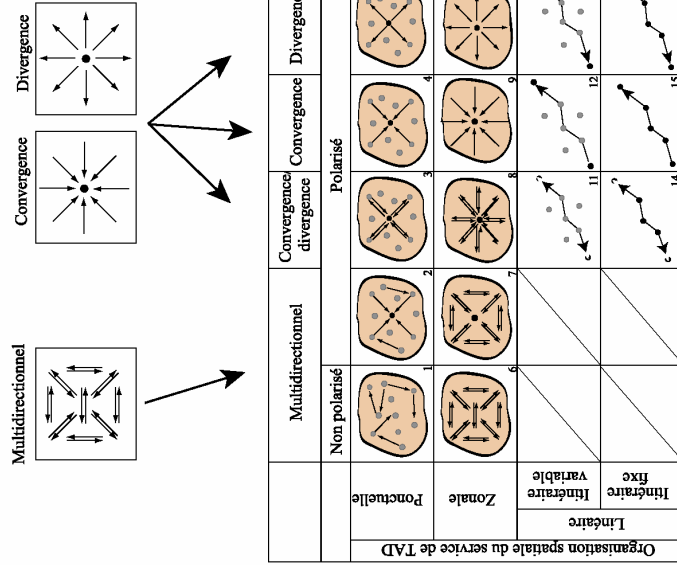 Multidirectionnel
Convergence
Divergence
Multidirectionnel
Convergence/
divergence
Convergence
Divergenc
Non polarisé
Polarisé
Organisation spatiale du service de TAD
Ponctuelle
1
2
3
4
Zonale
6
7
8
9
Linéaire
Itinéraire
variable
11
12
Itinéraire
fixe
14
15